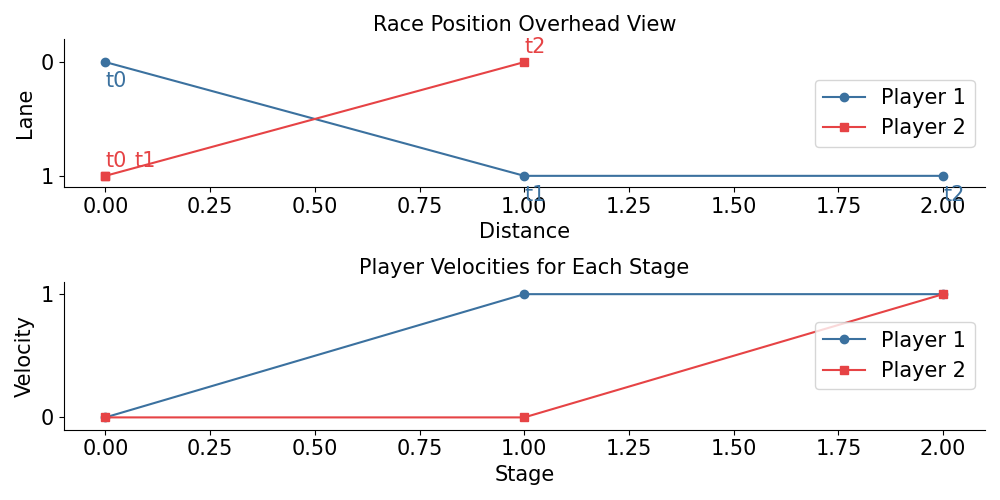 Race Position Overhead View
Lane
0
1
t0
t0 t1
t2
t1
t2
Player 1
Player 2
0.00 0.25 0.50 0.75 1.00 1.25 1.50 1.75 2.00
Distance
Player Velocities for Each Stage
Velocity
1
0
Player 1
Player 2
0.00 0.25 0.50 0.75 1.00 1.25 1.50 1.75 2.00
Stage